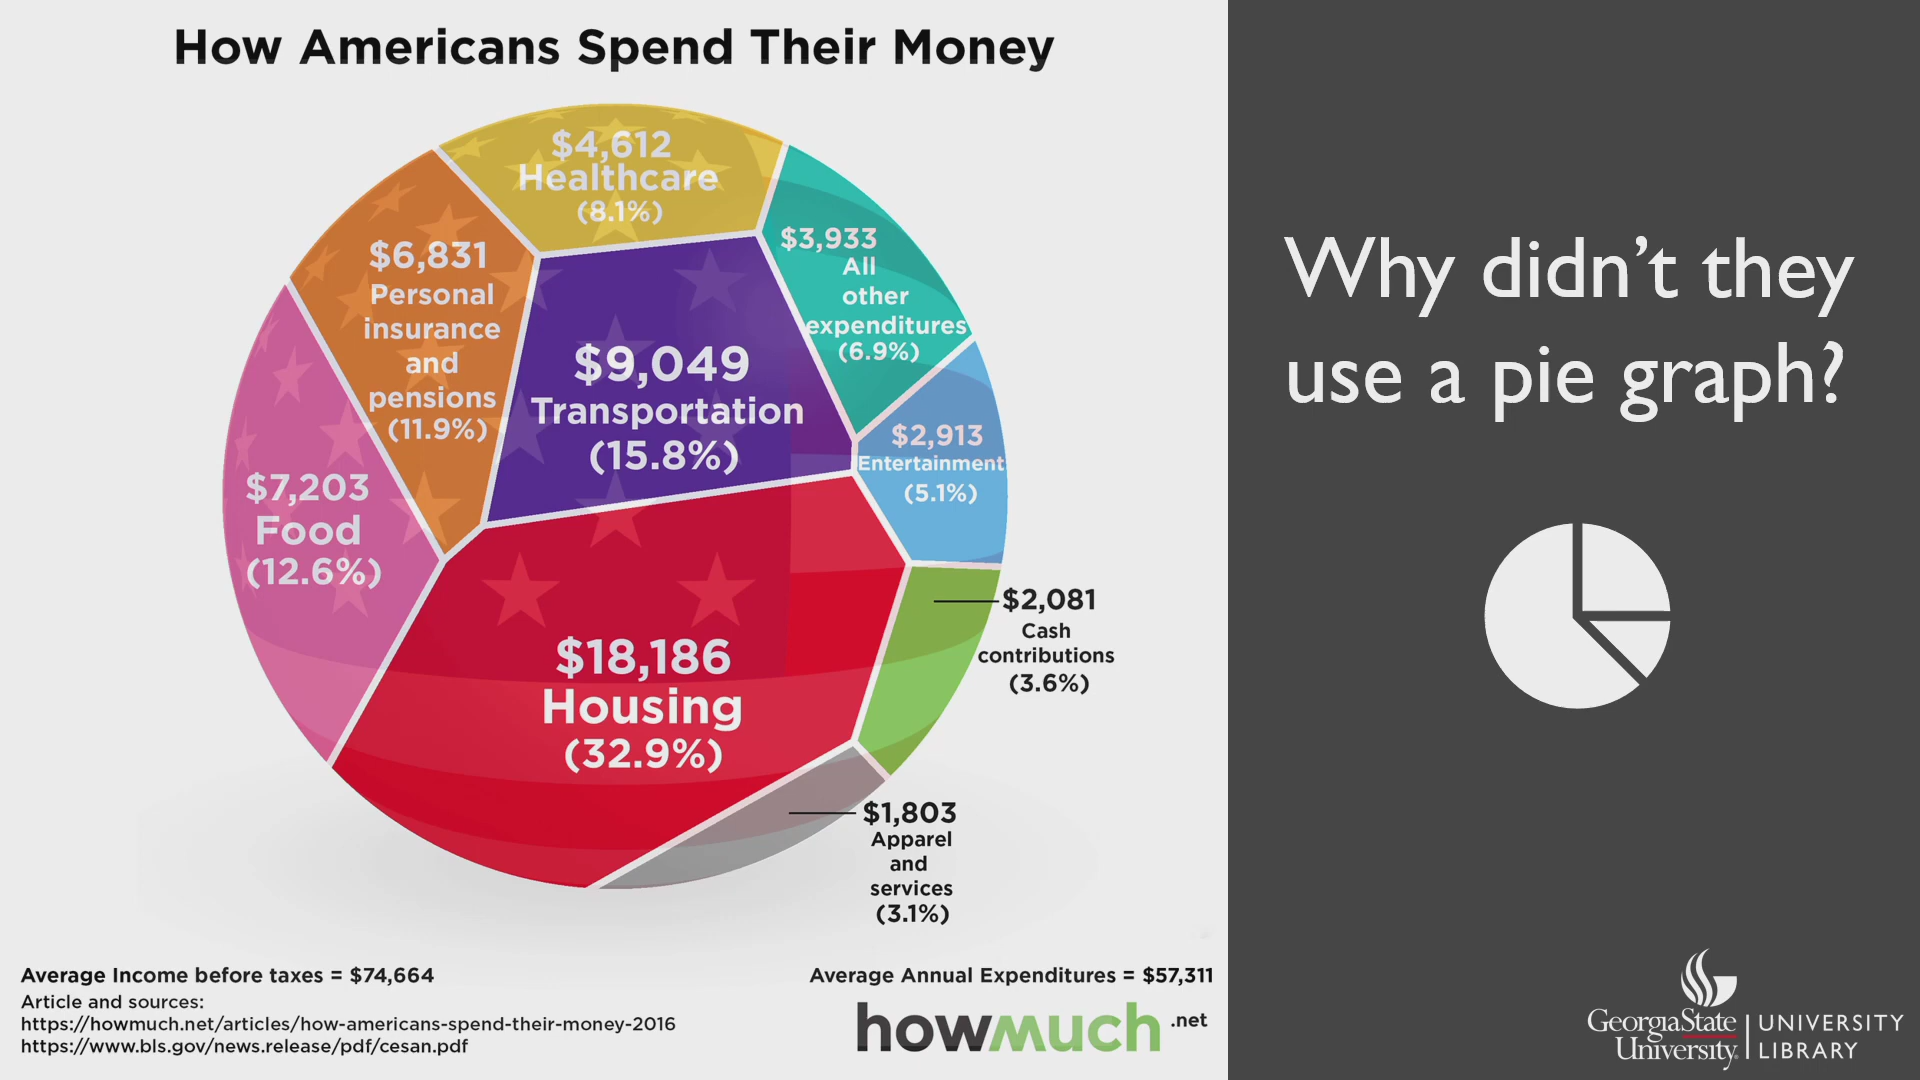 How Americans Spend Their Money
$4,612
Healthcare
(8.1%)
$3,933
All
other
expenditures
(6.9%)
$6,831
Personal
insurance
and
pensions
(11.9%)
$9,049
Transportation
(15.8%)
$2,913
Entertainment
(5.1%)
$7,203
Food
(12.6%)
$18,186
Housing
(32.9%)
$2,081
Cash
contributions
(3.6%)
$1,803
Apparel
and
services
(3.1%)
Average Income before taxes = $74,664
Article and sources:
https://howmuch.net/articles/how-americans-spend-their-money-2016
https://www.bls.gov/news.release/pdf/cesan.pdf
Average Annual Expenditures = $57,311
howmuch.net
Why didn't they
use a pie graph?
GeorgiaState
University
UNIVERSITY
LIBRARY